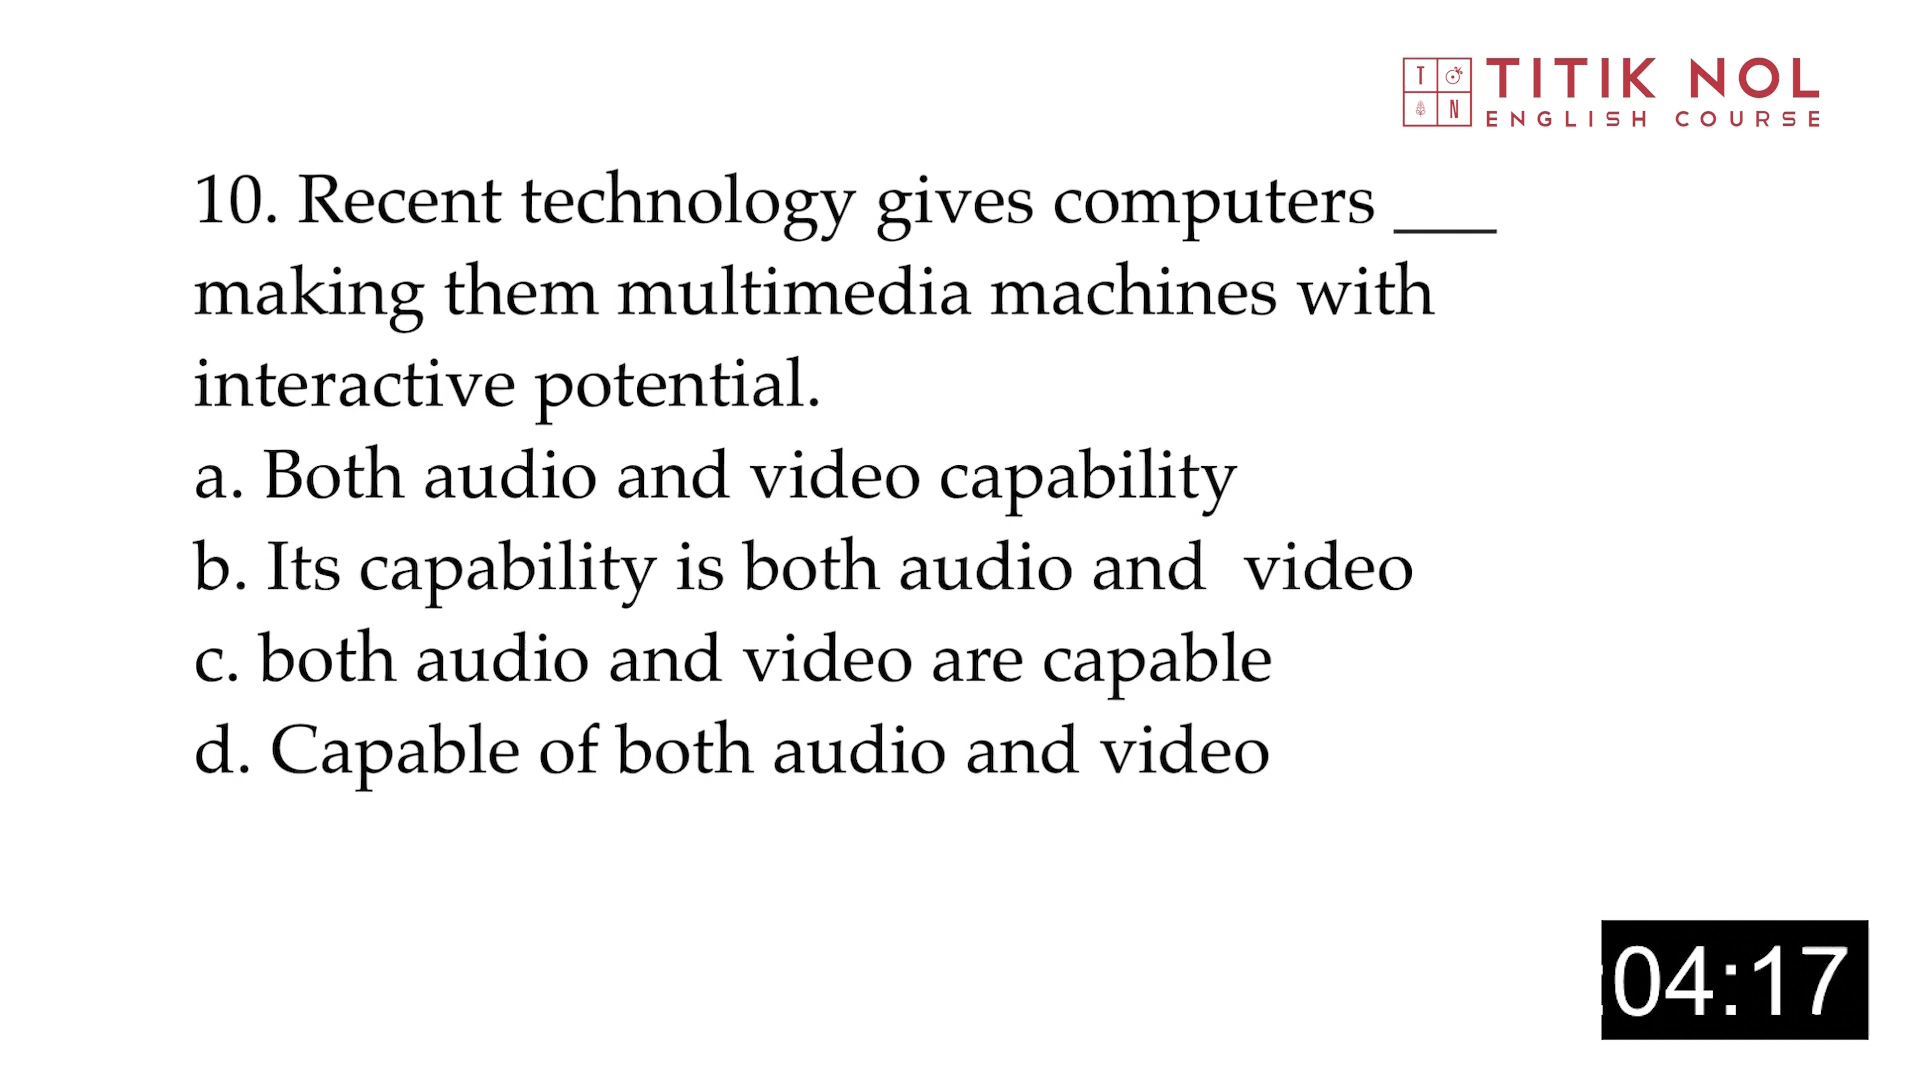 T
N
TITIK NOL
ENGLISH COURSE
10. Recent technology gives computers ___
making them multimedia machines with
interactive potential.
a. Both audio and video capability
b. Its capability is both audio and  video
c. both audio and video are capable
d. Capable of both audio and video
:04:17